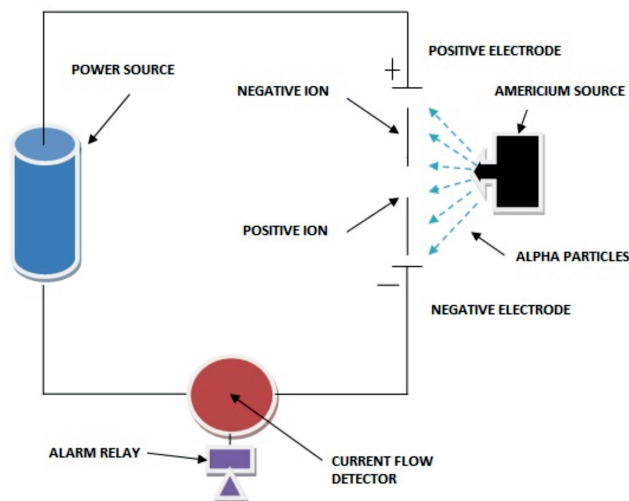 POSITIVE ELECTRODE
POWER SOURCE
+
NEGATIVE ION
AMERICIUM SOURCE
POSITIVE ION
ALPHA PARTICLES
—
NEGATIVE ELECTRODE
ALARM RELAY
CURRENT FLOW
DETECTOR